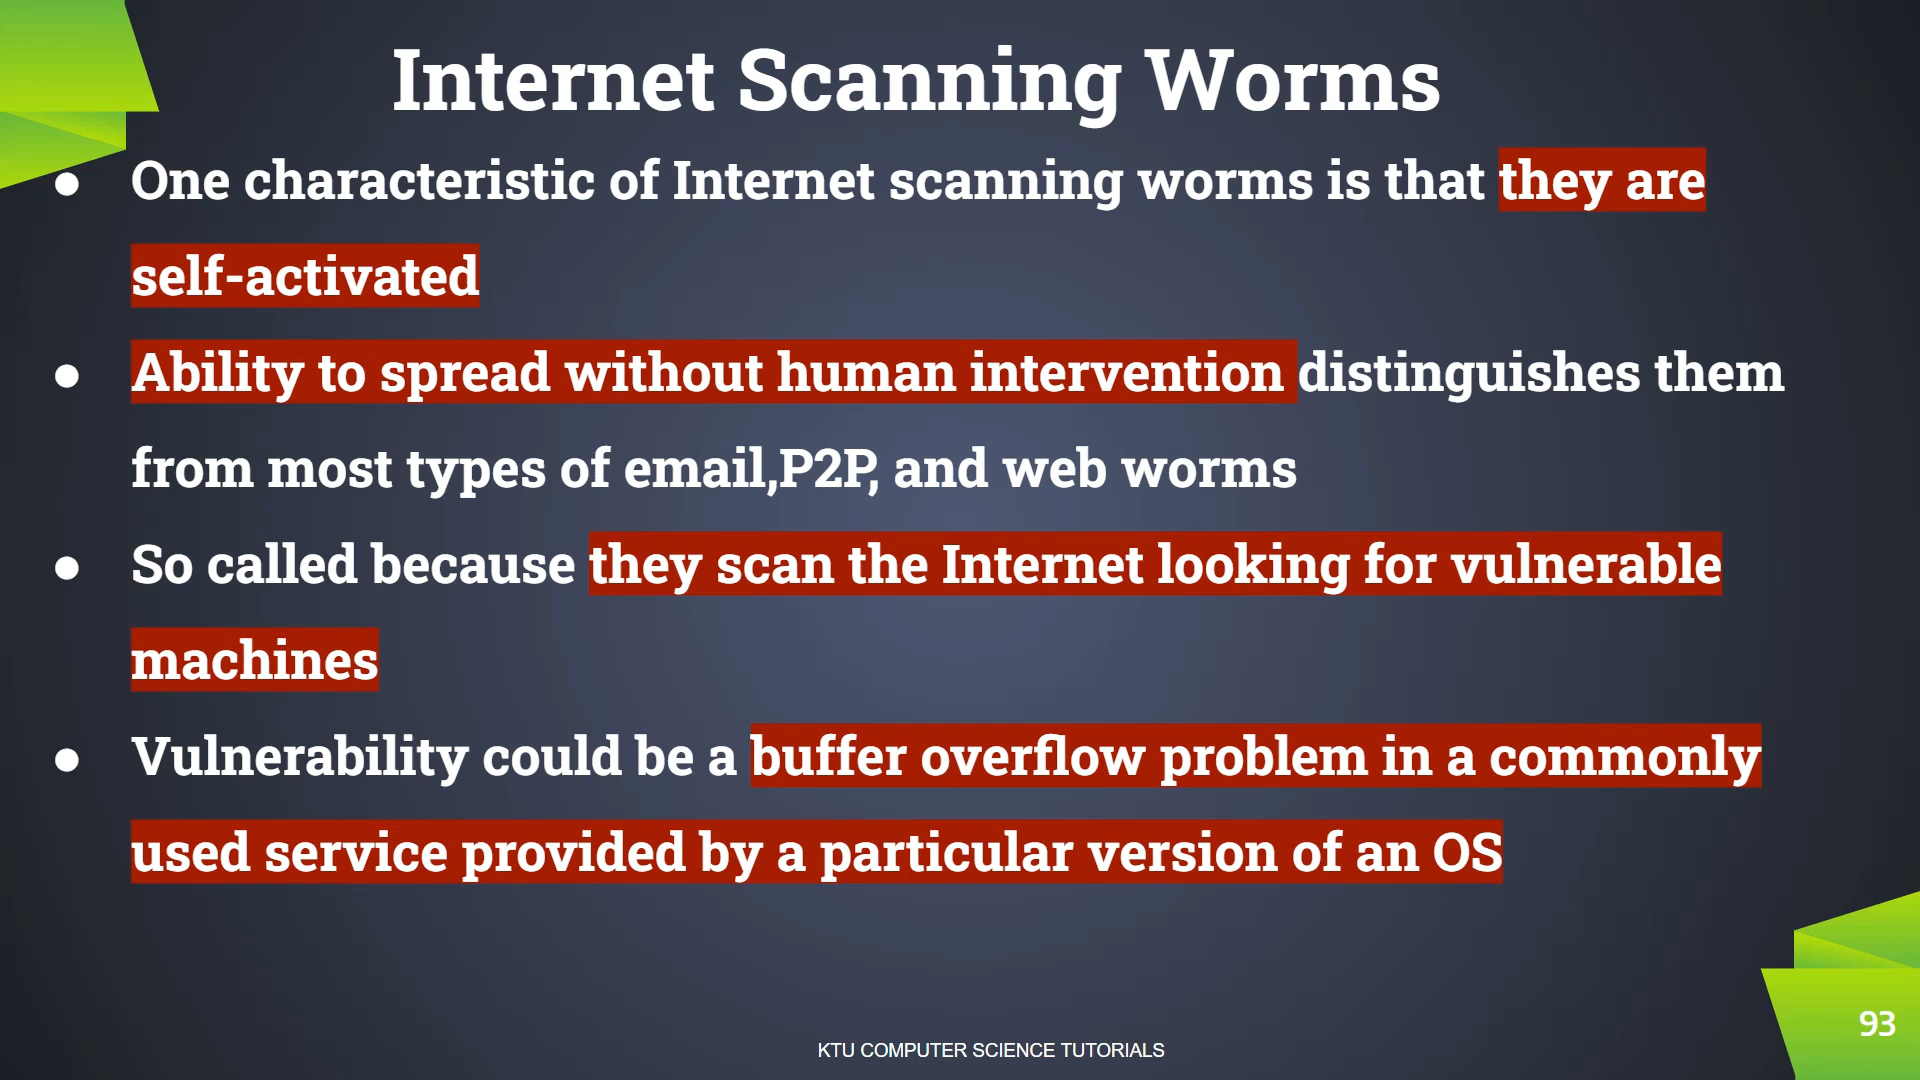 Internet Scanning Worms
● One characteristic of Internet scanning worms is that they are
self-activated
● Ability to spread without human intervention distinguishes them
from most types of email,P2P, and web worms
● So called because they scan the Internet looking for vulnerable
machines
● Vulnerability could be a buffer overflow problem in a commonly
used service provided by a particular version of an OS
93
KTU COMPUTER SCIENCE TUTORIALS